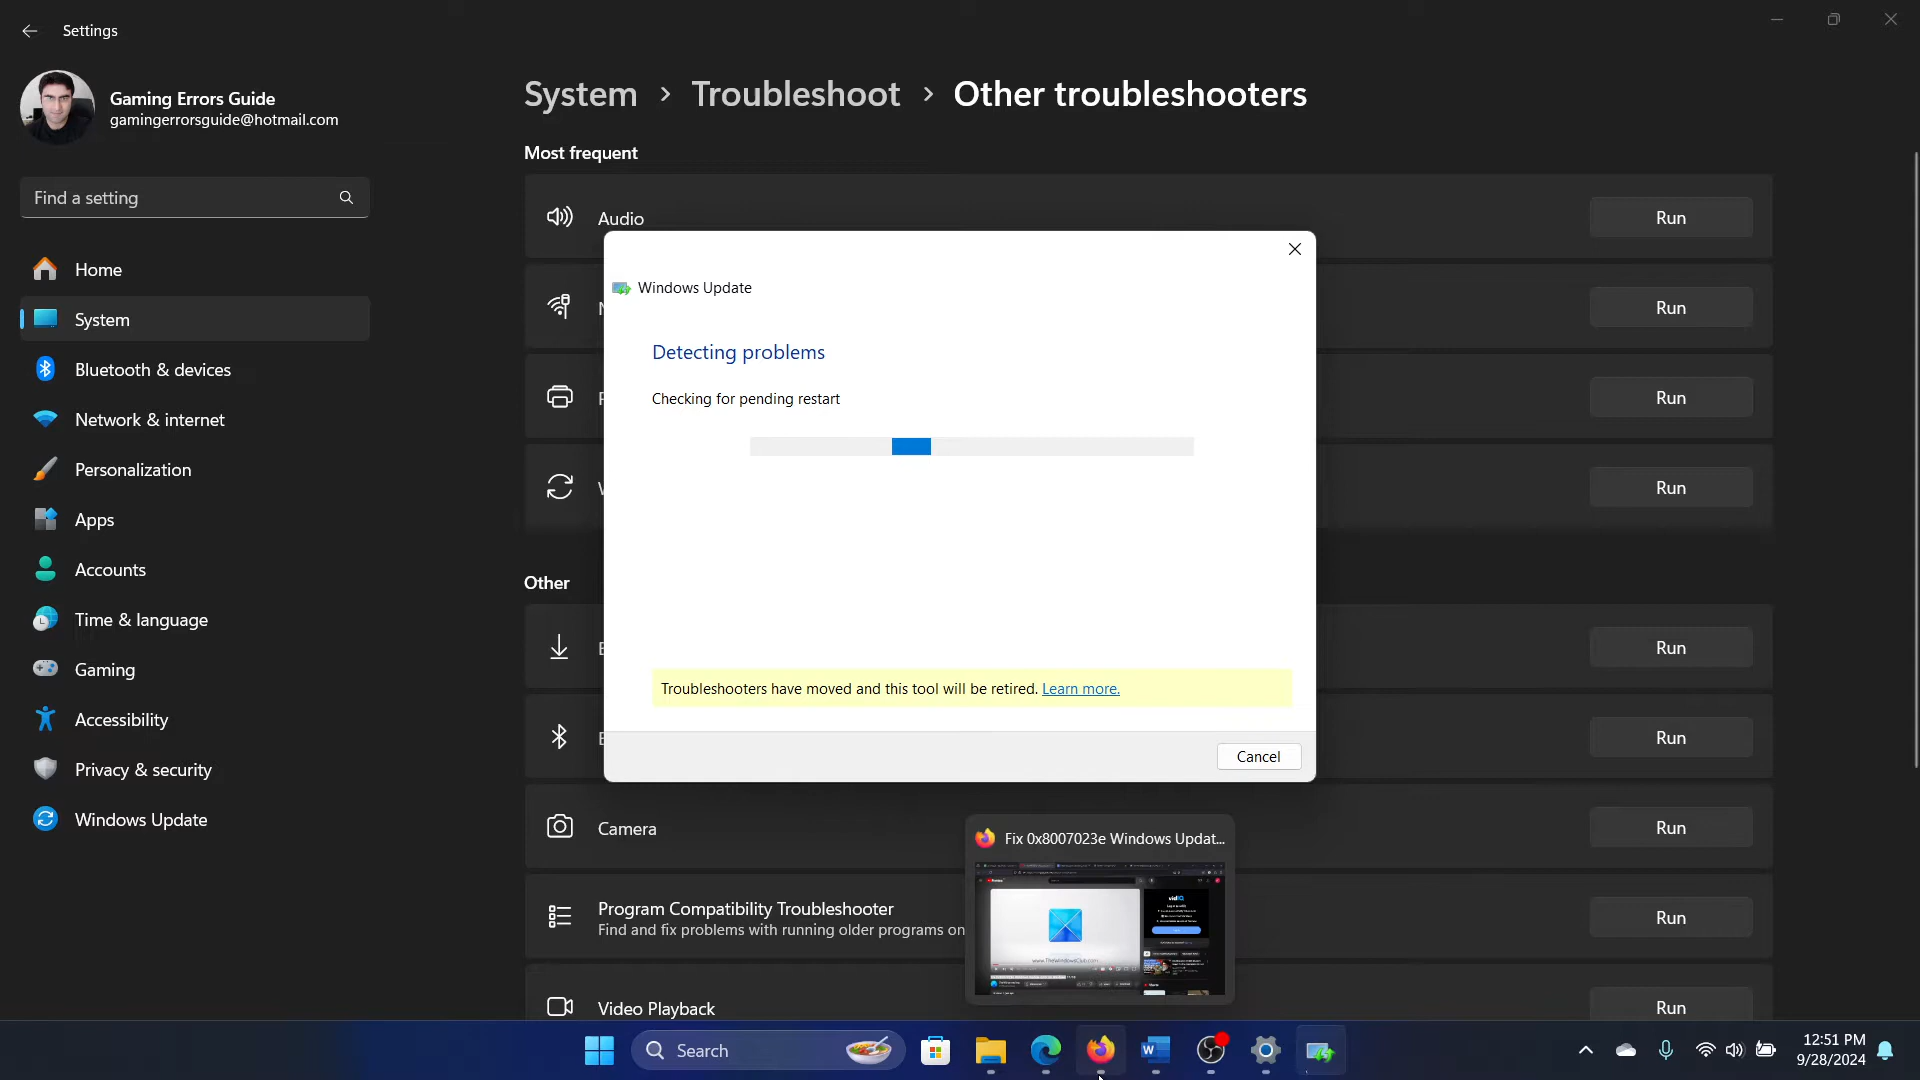 Settings
Gaming Errors Guide
gamingerrorsguide@hotmail.com
Find a setting
Home
System
Bluetooth & devices
Network & internet
Personalization
Apps
Accounts
Time & language
Gaming
Accessibility
Privacy & security
Windows Update
System > Troubleshoot > Other troubleshooters
Most frequent
Audio
Run
Run
Run
Run
Windows Update
Detecting problems
Checking for pending restart
Troubleshooters have moved and this tool will be retired. Learn more.
Cancel
Other
Run
Run
Camera
Run
Program Compatibility Troubleshooter
Find and fix problems with running older programs on
Run
Video Playback
Run
Fix 0x8007023e Windows Updat...
vidIQ
www.TheWindowsClub.com
Search
12:51 PM
9/28/2024